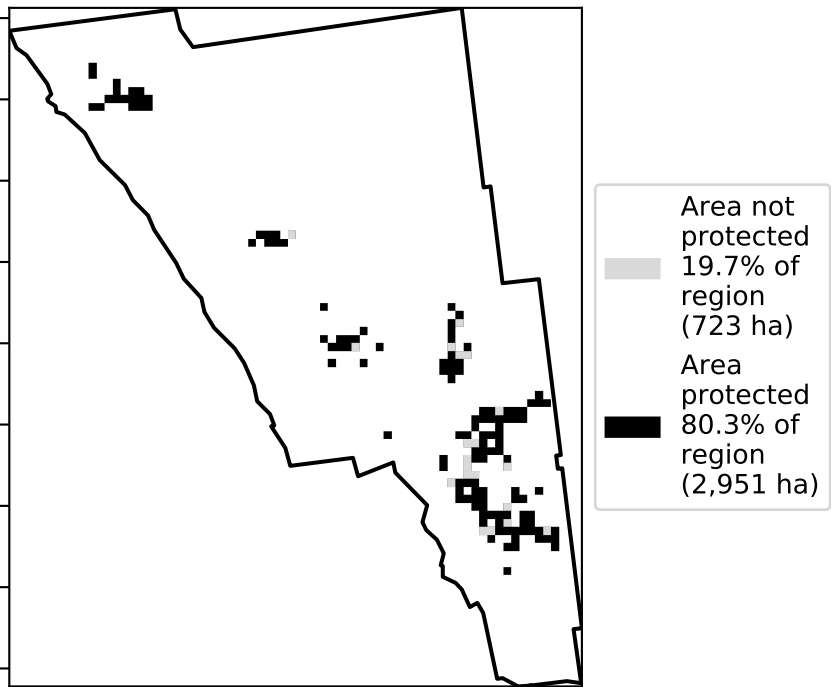 Area not
protected
19.7% of
region
(723 ha)
Area
protected
80.3% of
region
(2,951 ha)